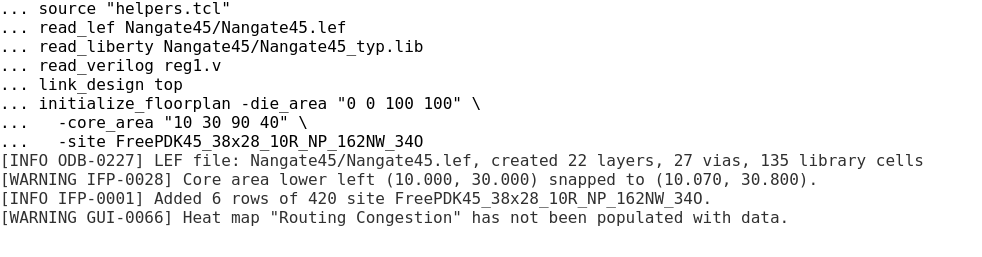 ... source "helpers.tcl"
... read_lef Nangate45/Nangate45.lef
... read_liberty Nangate45/Nangate45_typ.lib
... read_verilog reg1.v
... link_design top
... initialize_floorplan -die_area "0 0 100 100" \
...   -core_area "10 30 90 40" \
...   -site FreePDK45_38x28_10R_NP_162NW_34O
[INFO ODB-0227] LEF file: Nangate45/Nangate45.lef, created 22 layers, 27 vias, 135 library cells
[WARNING IFP-0028] Core area lower left (10.000, 30.000) snapped to (10.070, 30.800).
[INFO IFP-0001] Added 6 rows of 420 site FreePDK45_38x28_10R_NP_162NW_34O.
[WARNING GUI-0066] Heat map "Routing Congestion" has not been populated with data.